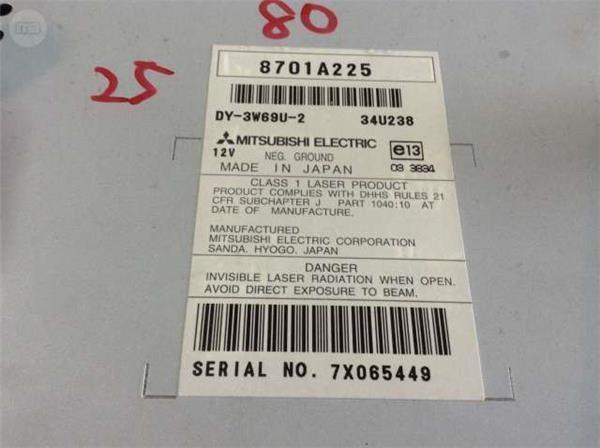 80
25
8701A225
DY-3W69U-2 34U238
MITSUBISHI ELECTRIC e13
12V NEG. GROUND
MADE IN JAPAN 03 3834
CLASS 1 LASER PRODUCT
PRODUCT COMPLIES WITH DHHS RULES 21
CFR SUBCHAPTER J PART 1040:10 AT
DATE OF MANUFACTURE.
MANUFACTURED
MITSUBISHI ELECTRIC CORPORATION
SANDA. HYOGO. JAPAN
DANGER
INVISIBLE LASER RADIATION WHEN OPEN.
AVOID DIRECT EXPOSURE TO BEAM.
SERIAL NO. 7X065449